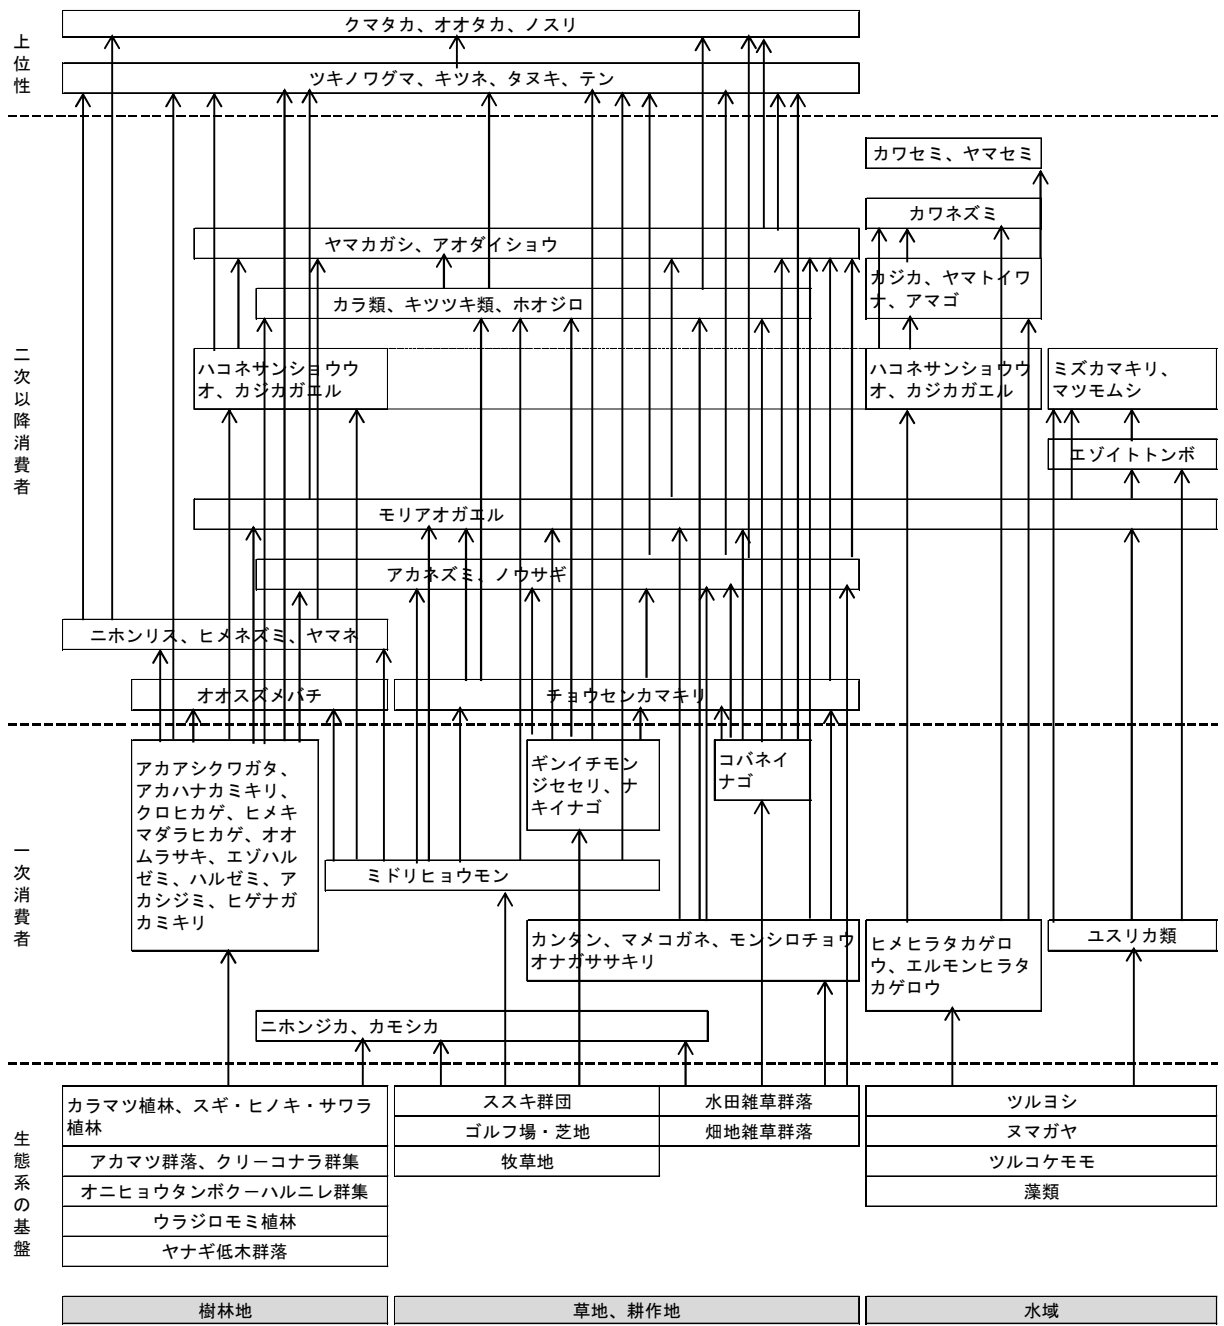 上位性
クマタカ、オオタカ、ノスリ
ツキノワグマ、キツネ、タヌキ、テン
二次以降消費者
カワセミ、ヤマセミ
カワネズミ
ヤマカガシ、アオダイショウ
カジカ、ヤマトイワ
ナ、アマゴ
カラ類、キツツキ類、ホオジロ
ハコネサンショウウ
オ、カジカガエル
ハコネサンショウウ
オ、カジカガエル
ミズカマキリ、
マツモムシ
エゾイトトンボ
モリアオガエル
アカネズミ、ノウサギ
ニホンリス、ヒメネズミ、ヤマネ
オオスズメバチ
チョウセンカマキリ
一次消費者
アカアシクワガタ、
アカハナカミキリ、
クロヒカゲ、ヒメキ
マダラヒカゲ、オオ
ムラサキ、エゾハル
ゼミ、ハルゼミ、ア
カシジミ、ヒゲナガ
カミキリ
ギンイチモン
ジセセリ、ナ
キイナゴ
コバネイ
ナゴ
ミドリヒョウモン
カンタン、マメコガネ、モンシロチョウ
オナガササキリ
ヒメヒラタカゲロ
ウ、エルモンヒラタ
カゲロウ
ユスリカ類
ニホンジカ、カモシカ
生態系の基盤
カラマツ植林、スギ・ヒノキ・サワラ
植林
アカマツ群落、クリーコナラ群集
オニヒョウタンボクーハルニレ群集
ウラジロモミ植林
ヤナギ低木群落
ススキ群団
ゴルフ場・芝地
牧草地
水田雑草群落
畑地雑草群落
ツルヨシ
ヌマガヤ
ツルコケモモ
藻類
樹林地
草地、耕作地
水域